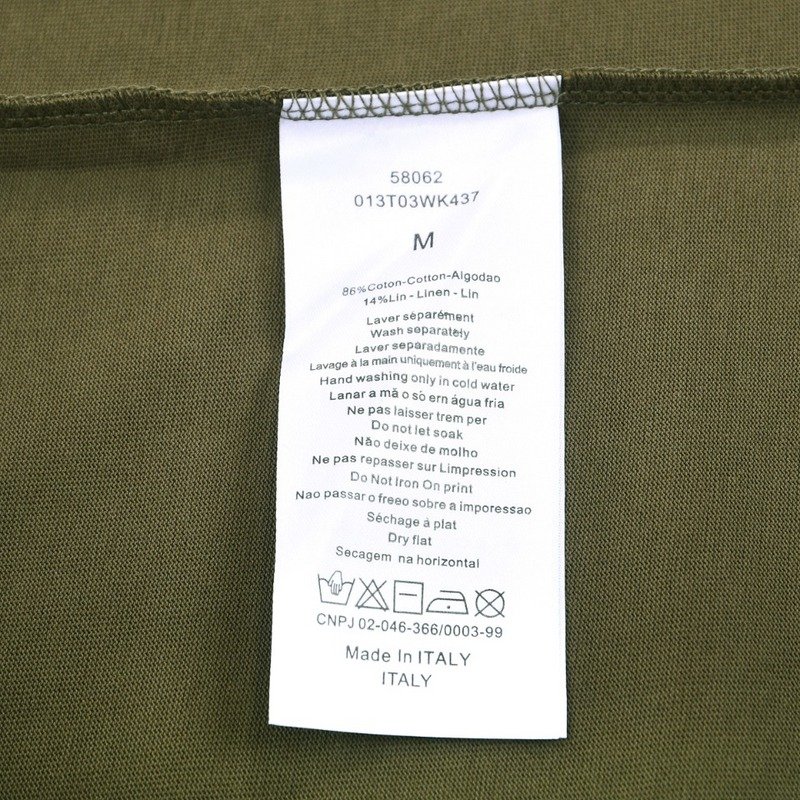 58062
013T03WK437
M
86%Coton-Cotton-Algodao
14%Lin - Linen - Lin
Laver séparément
Wash separately
Laver separadamente
Lavage à la main uniquement à l'eau froide
Hand washing only in cold water
Lanar a mã o sò ern água fria
Ne pas laisser trem per
Do not let soak
Não deixe de molho
Ne pas repasser sur Limpression
Do Not Iron On print
Nao passar o freeo sobre a imporessao
Séchage à plat
Dry flat
Secagem na horizontal
CNPJ 02-046-366/0003-99
Made In ITALY
ITALY